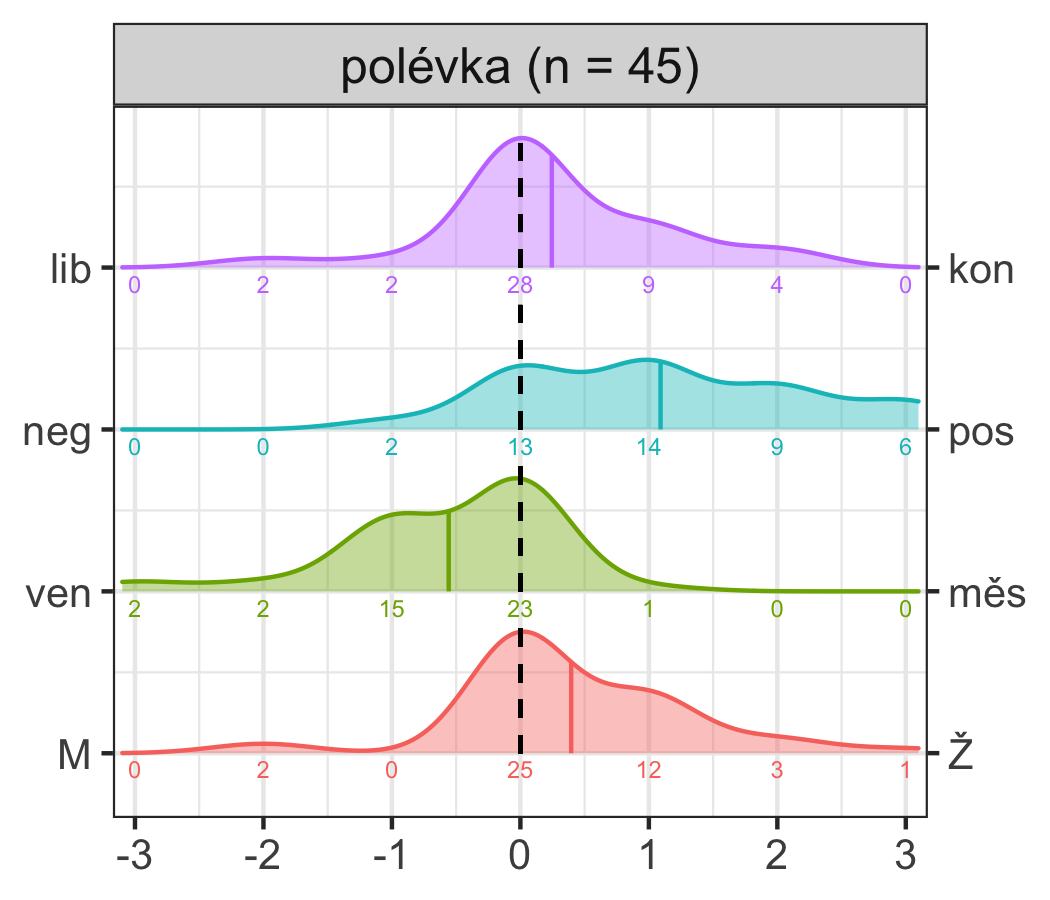 polévka (n = 45)
lib kon
0 2 2 28 9 4 0
neg pos
0 0 2 13 14 9 6
ven měs
2 2 15 23 1 0 0
M Ž
0 2 0 25 12 3 1
-3 -2 -1 0 1 2 3